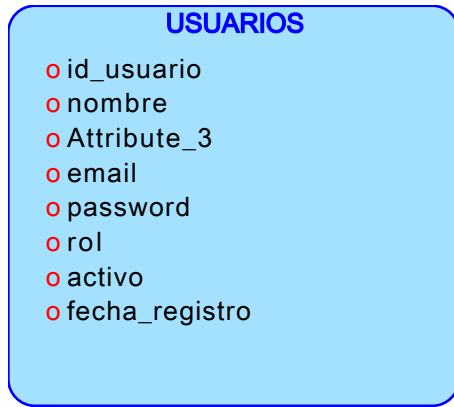 USUARIOS
o id_usuario
o nombre
o Attribute_3
o email
o password
o rol
o activo
o fecha_registro